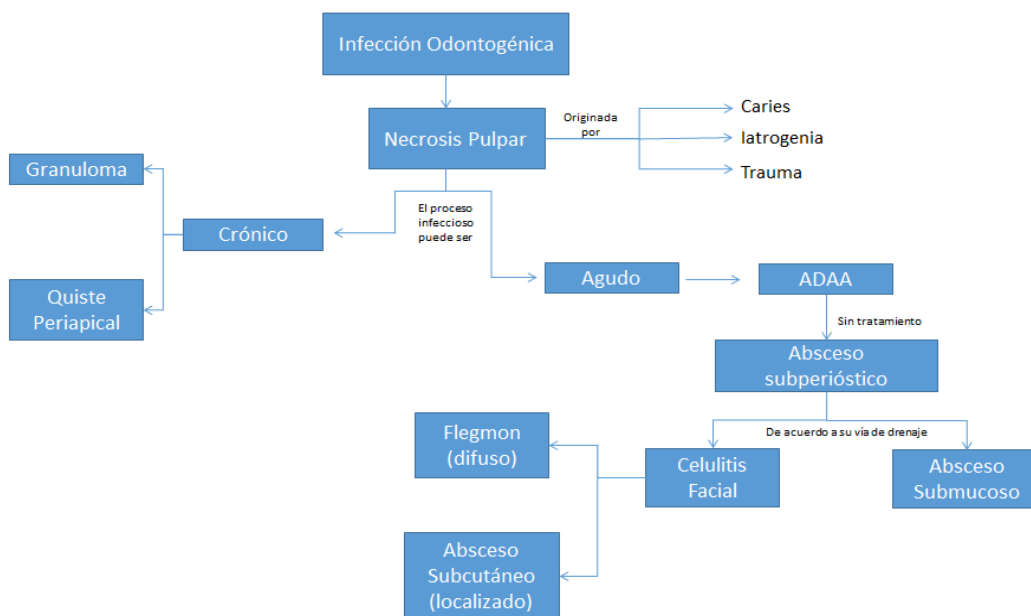 Infección Odontogénica
Necrosis Pulpar
Originada
por
Caries
Iatrogenia
Trauma
El proceso
infeccioso
puede ser
Crónico
Granuloma
Quiste
Periapical
Agudo
ADAA
Sin tratamiento
Absceso
subperióstico
De acuerdo a su vía de drenaje
Celulitis
Facial
Absceso
Submucoso
Flegmon
(difuso)
Absceso
Subcutáneo
(localizado)